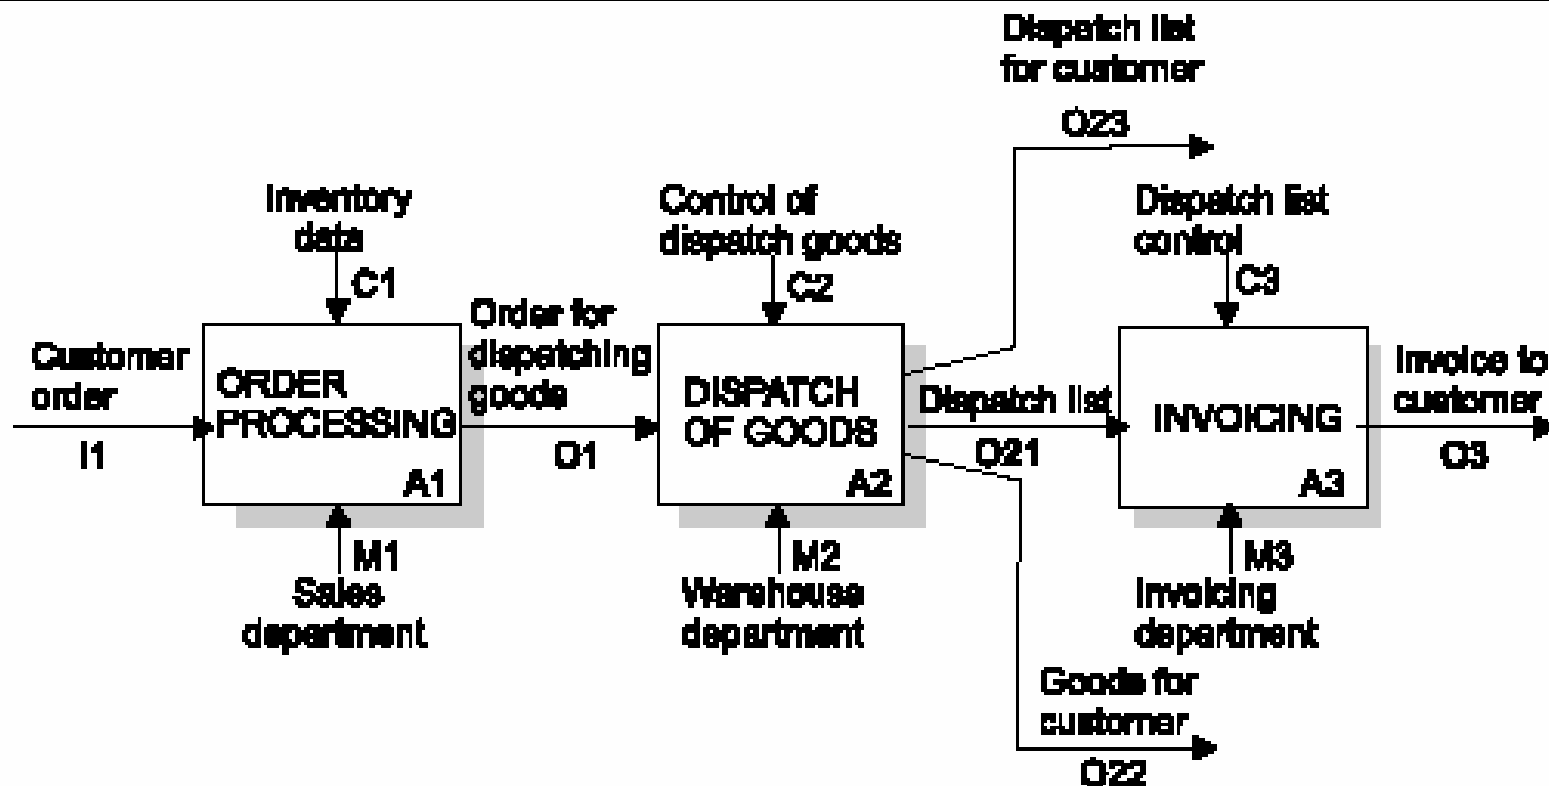 Dispatch list
for customer
O23
Inventory
data
C1
Control of
dispatch goods
C2
Dispatch list
control
C3
Customer
order
I1
ORDER
PROCESSING
A1
Order for
dispatching
goods
O1
DISPATCH
OF GOODS
A2
Dispatch list
O21
INVOICING
A3
Invoice to
customer
O3
M1
Sales
department
M2
Warehouse
department
M3
Invoicing
department
Goods for
customer
O22